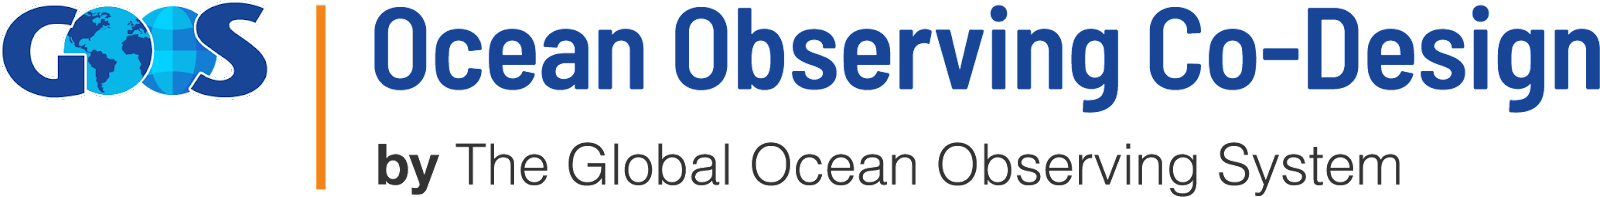 GOOS
Ocean Observing Co-Design
by The Global Ocean Observing System